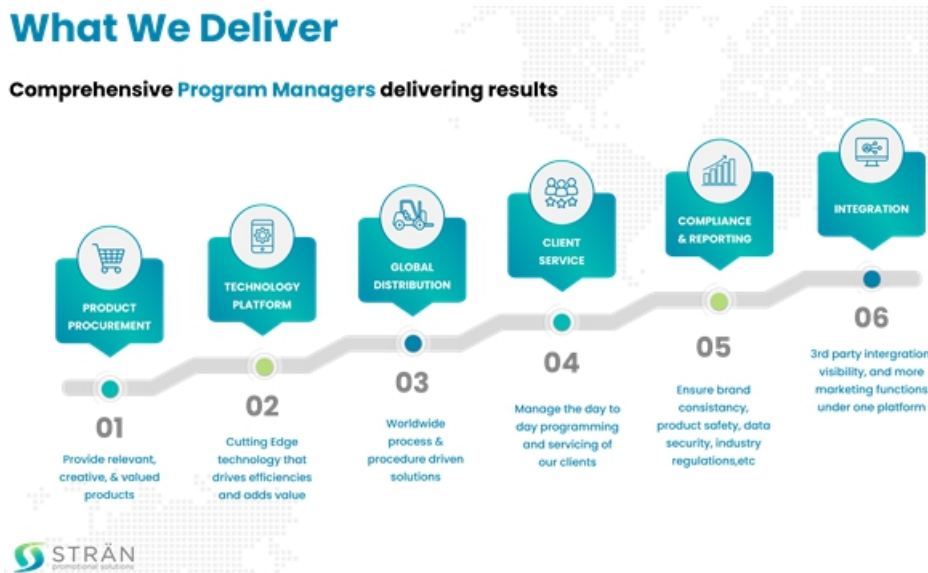 What We Deliver
Comprehensive Program Managers delivering results
PRODUCT
PROCUREMENT
01
Provide relevant,
creative, & valued
products
TECHNOLOGY
PLATFORM
02
Cutting Edge
technology that
drives efficiencies
and adds value
GLOBAL
DISTRIBUTION
03
Worldwide
process &
procedure driven
solutions
CLIENT
SERVICE
04
Manage the day to
day programming
and servicing of
our clients
COMPLIANCE
& REPORTING
05
Ensure brand
consistancy,
product safety, data
security, industry
regulations,etc
INTEGRATION
06
3rd party intergration
visibility, and more
marketing functions
under one platform
STRÄN
promotional solutions